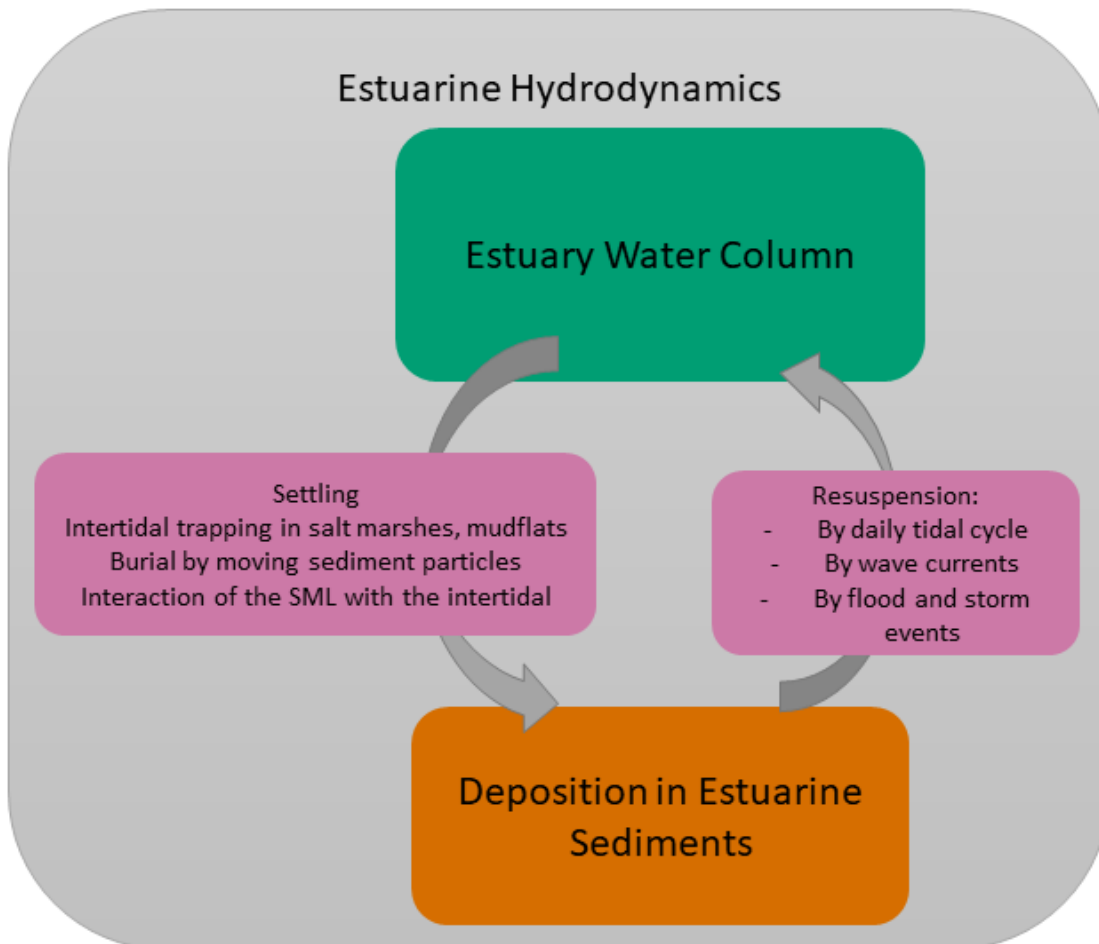 Estuarine Hydrodynamics
Estuary Water Column
Settling
Intertidal trapping in salt marshes, mudflats
Burial by moving sediment particles
Interaction of the SML with the intertidal
Resuspension:
- By daily tidal cycle
- By wave currents
- By flood and storm
events
Deposition in Estuarine
Sediments